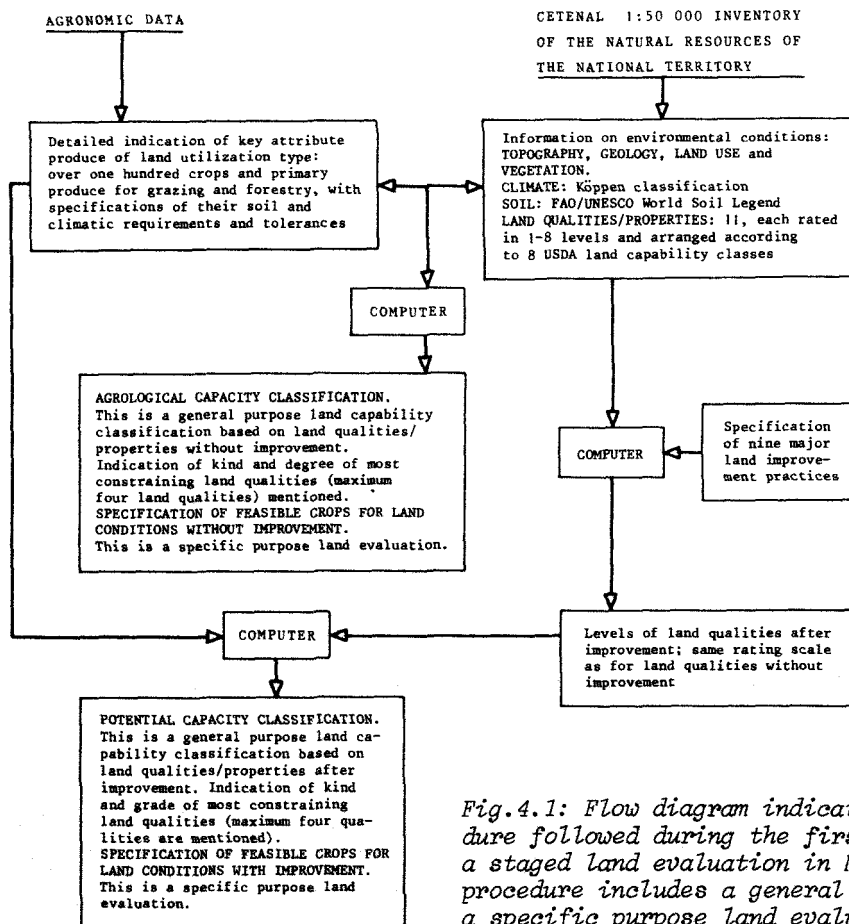 AGRONOMIC DATA
CETENAL 1:50 000 INVENTORY
OF THE NATURAL RESOURCES OF
THE NATIONAL TERRITORY
Detailed indication of key attribute
produce of land utilization type:
over one hundred crops and primary
produce for grazing and forestry, with
specifications of their soil and
climatic requirements and tolerances
Information on environmental conditions:
TOPOGRAPHY, GEOLOGY, LAND USE and
VEGETATION.
CLIMATE: Köppen classification
SOIL: FAO/UNESCO World Soil Legend
LAND QUALITIES/PROPERTIES: 11, each rated
in 1-8 levels and arranged according
to 8 USDA land capability classes
COMPUTER
AGROLOGICAL CAPACITY CLASSIFICATION.
This is a general purpose land capability
classification based on land qualities/
properties without improvement.
Indication of kind and degree of most
constraining land qualities (maximum
four land qualities) mentioned.
SPECIFICATION OF FEASIBLE CROPS FOR LAND
CONDITIONS WITHOUT IMPROVEMENT.
This is a specific purpose land evaluation.
COMPUTER
Specification
of nine major
land improve-
ment practices
COMPUTER
Levels of land qualities after
improvement; same rating scale
as for land qualities without
improvement
POTENTIAL CAPACITY CLASSIFICATION.
This is a general purpose land ca-
pability classification based on
land qualities/properties after
improvement. Indication of kind
and grade of most constraining
land qualities (maximum four qua-
lities are mentioned).
SPECIFICATION OF FEASIBLE CROPS FOR
LAND CONDITIONS WITH IMPROVEMENT.
This is a specific purpose land
evaluation.
Fig.4.1: Flow diagram indicat
dure followed during the firs
a staged land evaluation in
procedure includes a general
a specific purpose land evalu